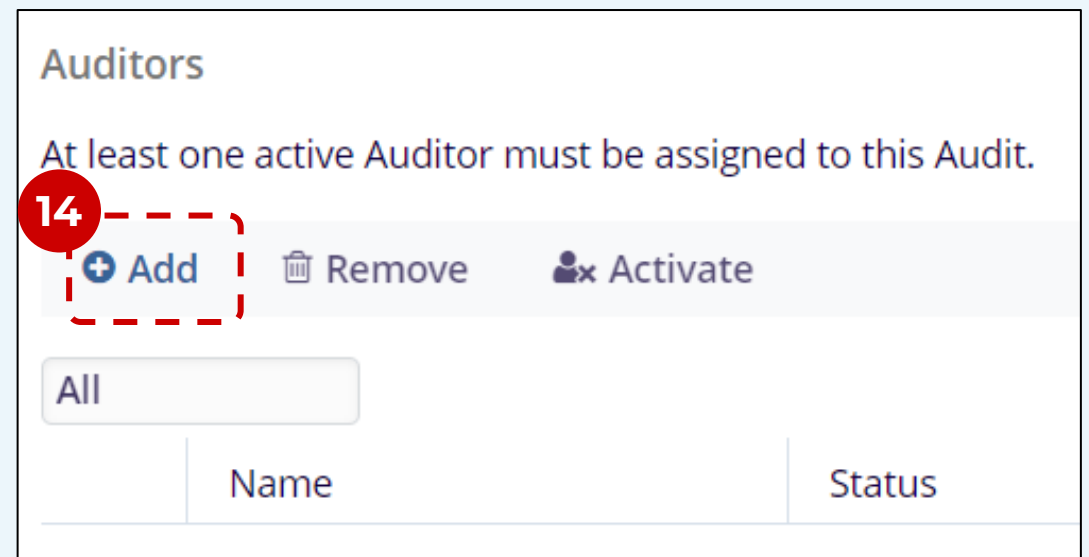 Auditors
At least one active Auditor must be assigned to this Audit.
14
Add Remove Activate
All
Name Status